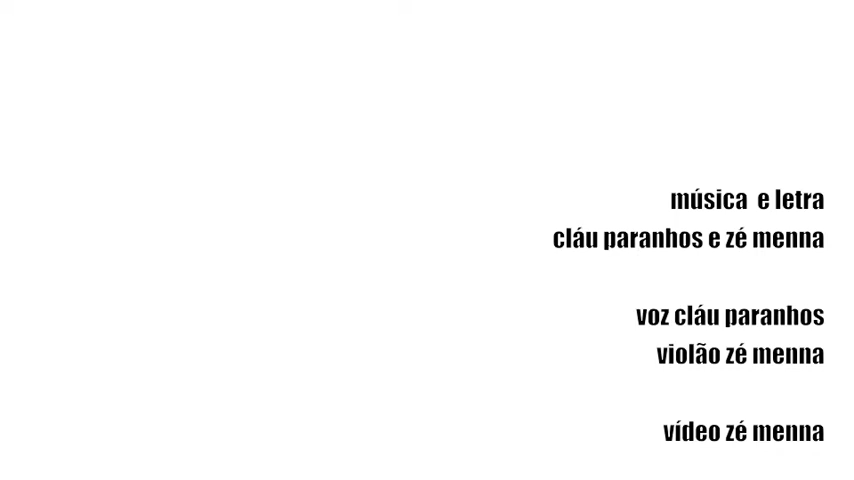 música e letra
cláu paranhos e zé menna
voz cláu paranhos
violão zé menna
vídeo zé menna